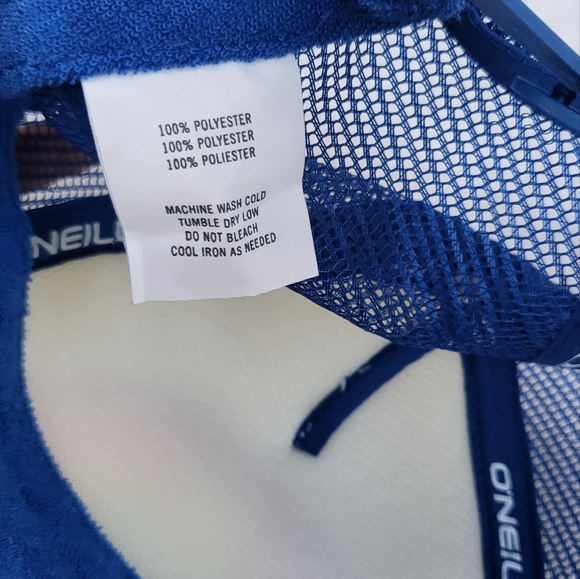 100% POLYESTER
100% POLYESTER
100% POLIESTER
MACHINE WASH COLD
TUMBLE DRY LOW
DO NOT BLEACH
COOL IRON AS NEEDED
NEILL
O'NEILL